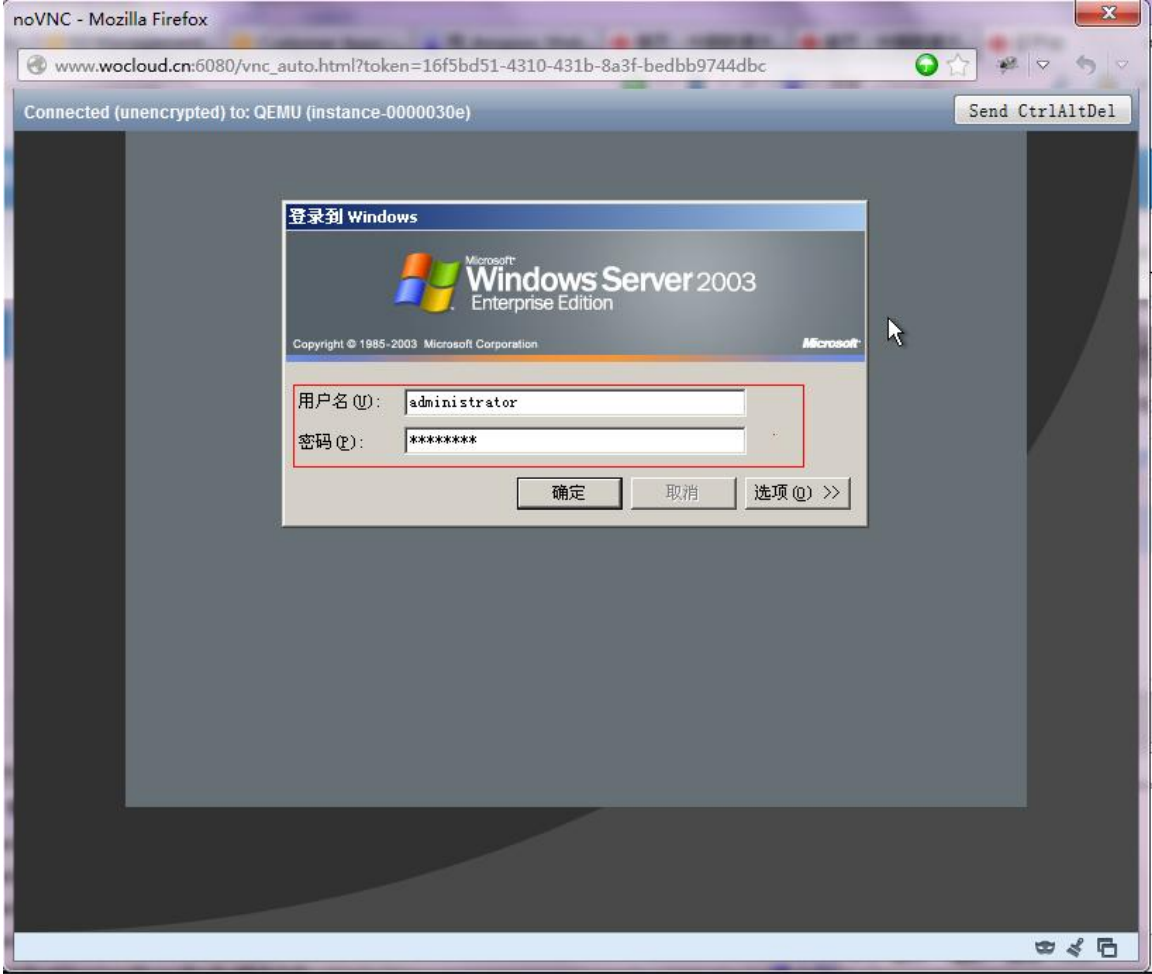 noVNC - Mozilla Firefox
www.wocloud.cn:6080/vnc_auto.html?token=16f5bd51-4310-431b-8a3f-bedbb9744dbc
Connected (unencrypted) to: QEMU (instance-0000030e)
Send CtrlAltDel
登录到 Windows
Microsoft
Windows Server 2003
Enterprise Edition
Copyright © 1985-2003 Microsoft Corporation
Microsoft
用户名(U):
administrator
密码(P):
********
确定
取消
选项(O) >>